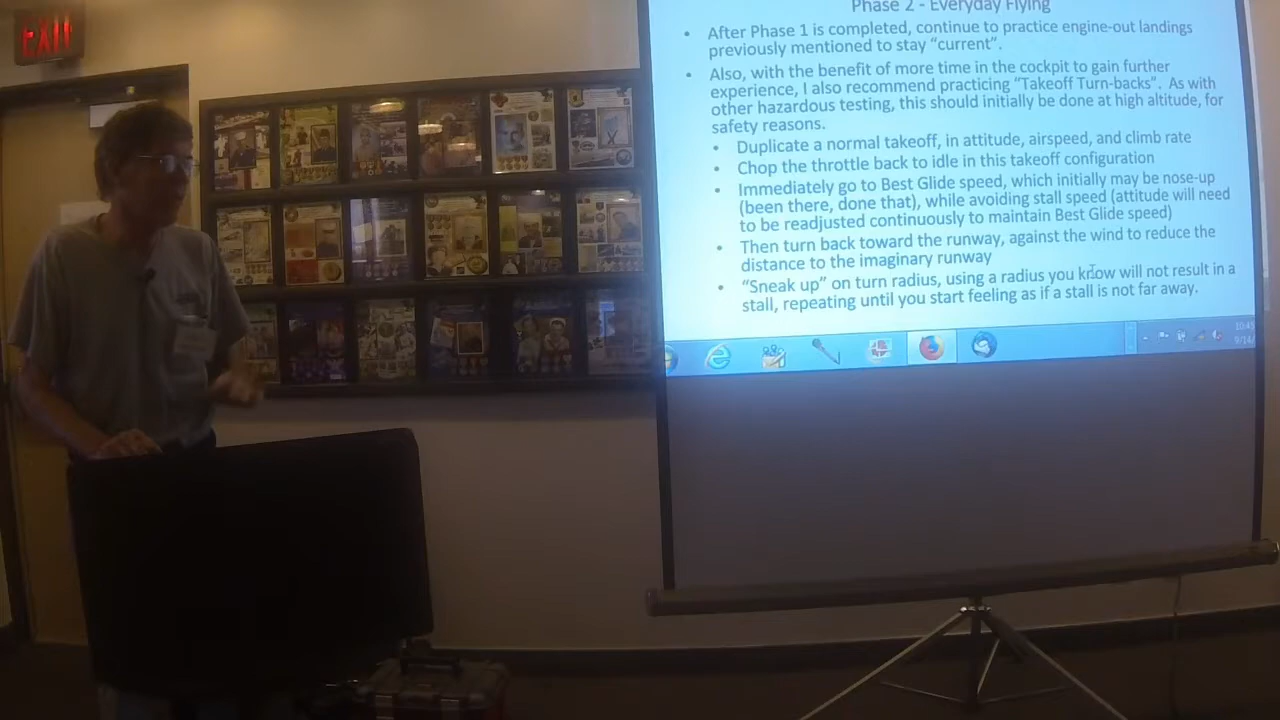 EXIT
Phase 2 - Everyday Flying
• After Phase 1 is completed, continue to practice engine-out landings
previously mentioned to stay “current”.
• Also, with the benefit of more time in the cockpit to gain further
experience, I also recommend practicing “Takeoff Turn-backs”. As with
other hazardous testing, this should initially be done at high altitude, for
safety reasons.
• Duplicate a normal takeoff, in attitude, airspeed, and climb rate
• Chop the throttle back to idle in this takeoff configuration
• Immediately go to Best Glide speed, which initially may be nose-up
(been there, done that), while avoiding stall speed (attitude will need
to be readjusted continuously to maintain Best Glide speed)
• Then turn back toward the runway, against the wind to reduce the
distance to the imaginary runway
• “Sneak up” on turn radius, using a radius you know will not result in a
stall, repeating until you start feeling as if a stall is not far away.